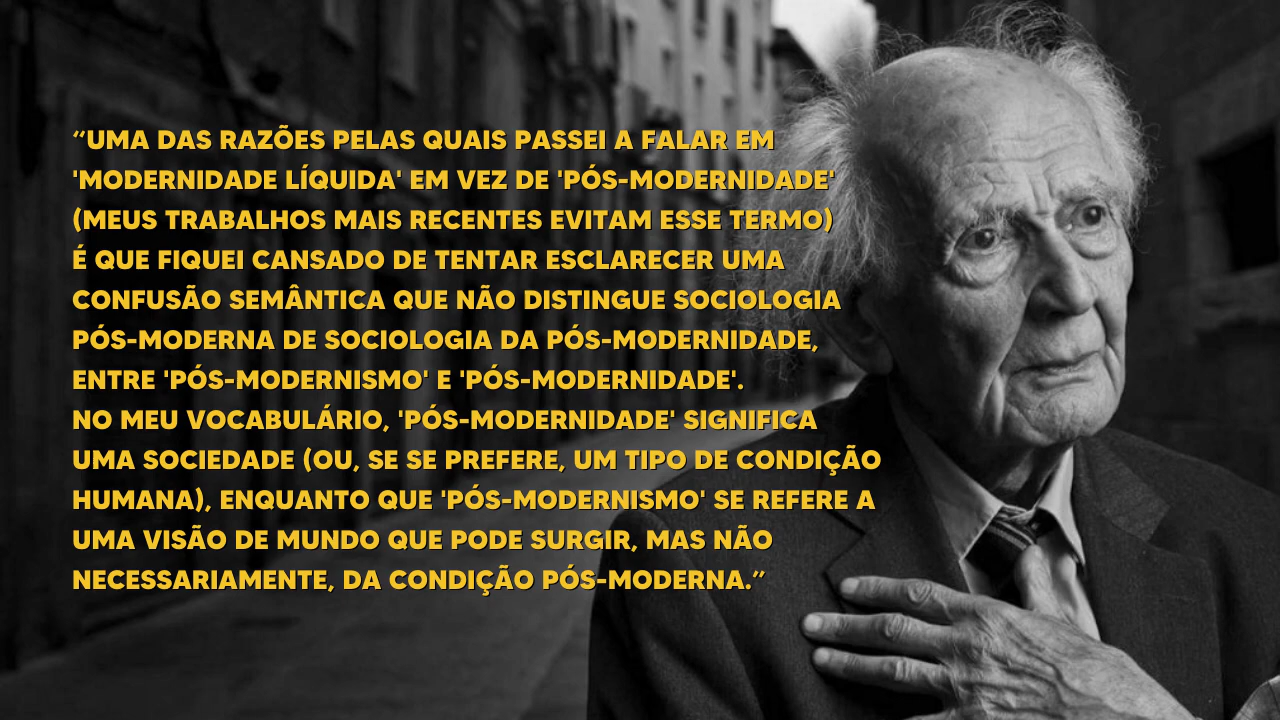 “UMA DAS RAZÕES PELAS QUAIS PASSEI A FALAR EM
'MODERNIDADE LÍQUIDA' EM VEZ DE 'PÓS-MODERNIDADE'
(MEUS TRABALHOS MAIS RECENTES EVITAM ESSE TERMO)
É QUE FIQUEI CANSADO DE TENTAR ESCLARECER UMA
CONFUSÃO SEMÂNTICA QUE NÃO DISTINGUE SOCIOLOGIA
PÓS-MODERNA DE SOCIOLOGIA DA PÓS-MODERNIDADE,
ENTRE 'PÓS-MODERNISMO' E 'PÓS-MODERNIDADE'.
NO MEU VOCABULÁRIO, 'PÓS-MODERNIDADE' SIGNIFICA
UMA SOCIEDADE (OU, SE SE PREFERE, UM TIPO DE CONDIÇÃO
HUMANA), ENQUANTO QUE 'PÓS-MODERNISMO' SE REFERE A
UMA VISÃO DE MUNDO QUE PODE SURGIR, MAS NÃO
NECESSARIAMENTE, DA CONDIÇÃO PÓS-MODERNA.”